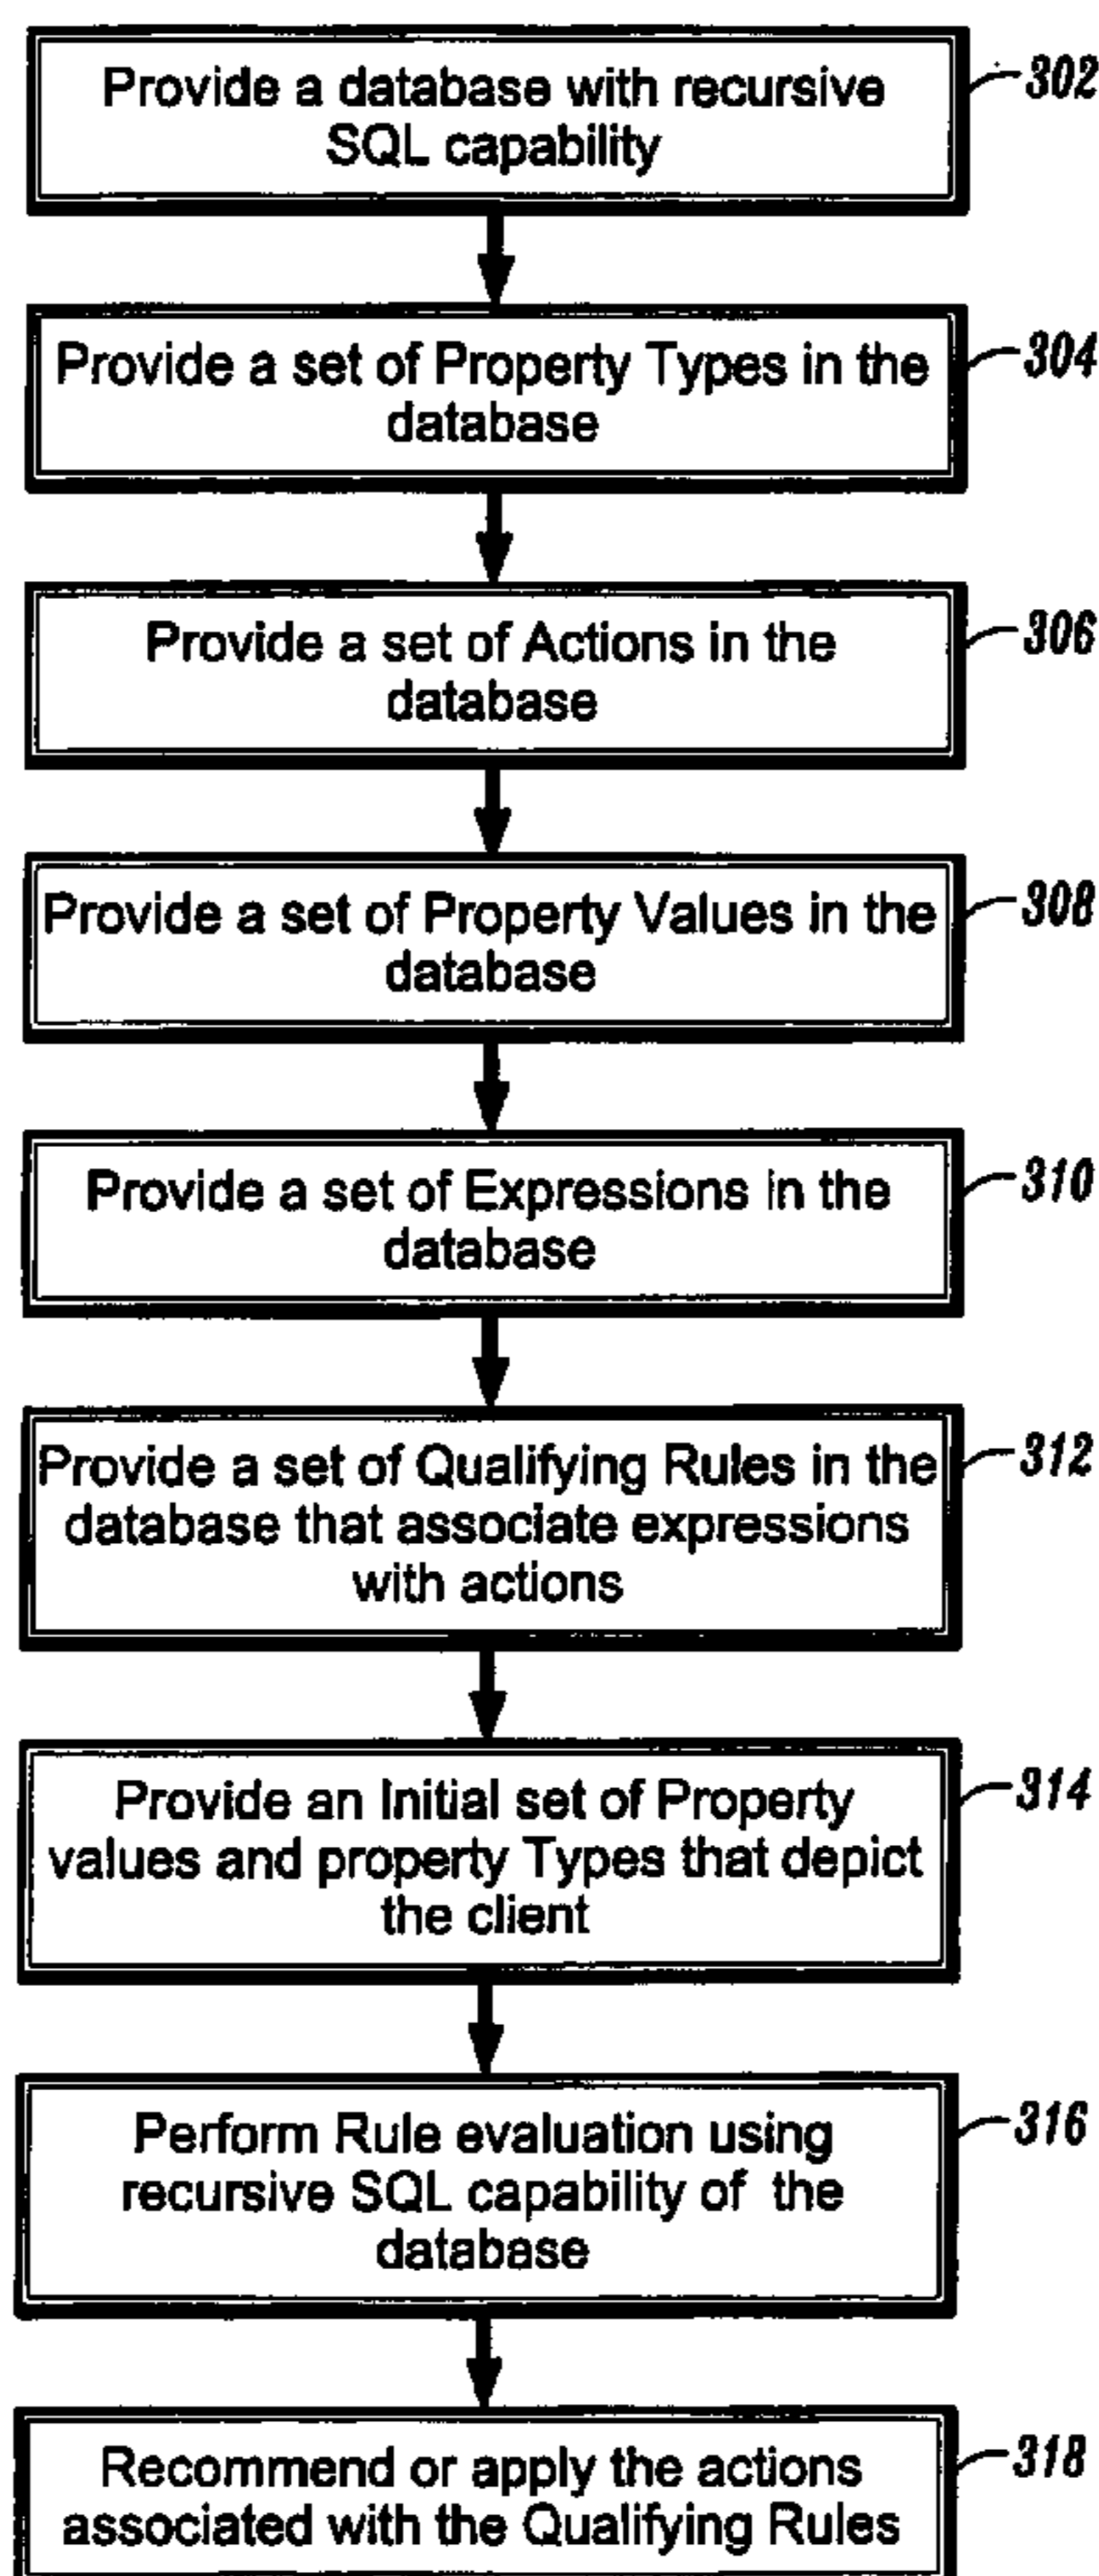 Provide a database with recursive
SQL capability
302
Provide a set of Property Types in the
database
304
Provide a set of Actions in the
database
306
Provide a set of Property Values in the
database
308
Provide a set of Expressions in the
database
310
Provide a set of Qualifying Rules in the
database that associate expressions
with actions
312
Provide an Initial set of Property
values and property Types that depict
the client
314
Perform Rule evaluation using
recursive SQL capability of the
database
316
Recommend or apply the actions
associated with the Qualifying Rules
318